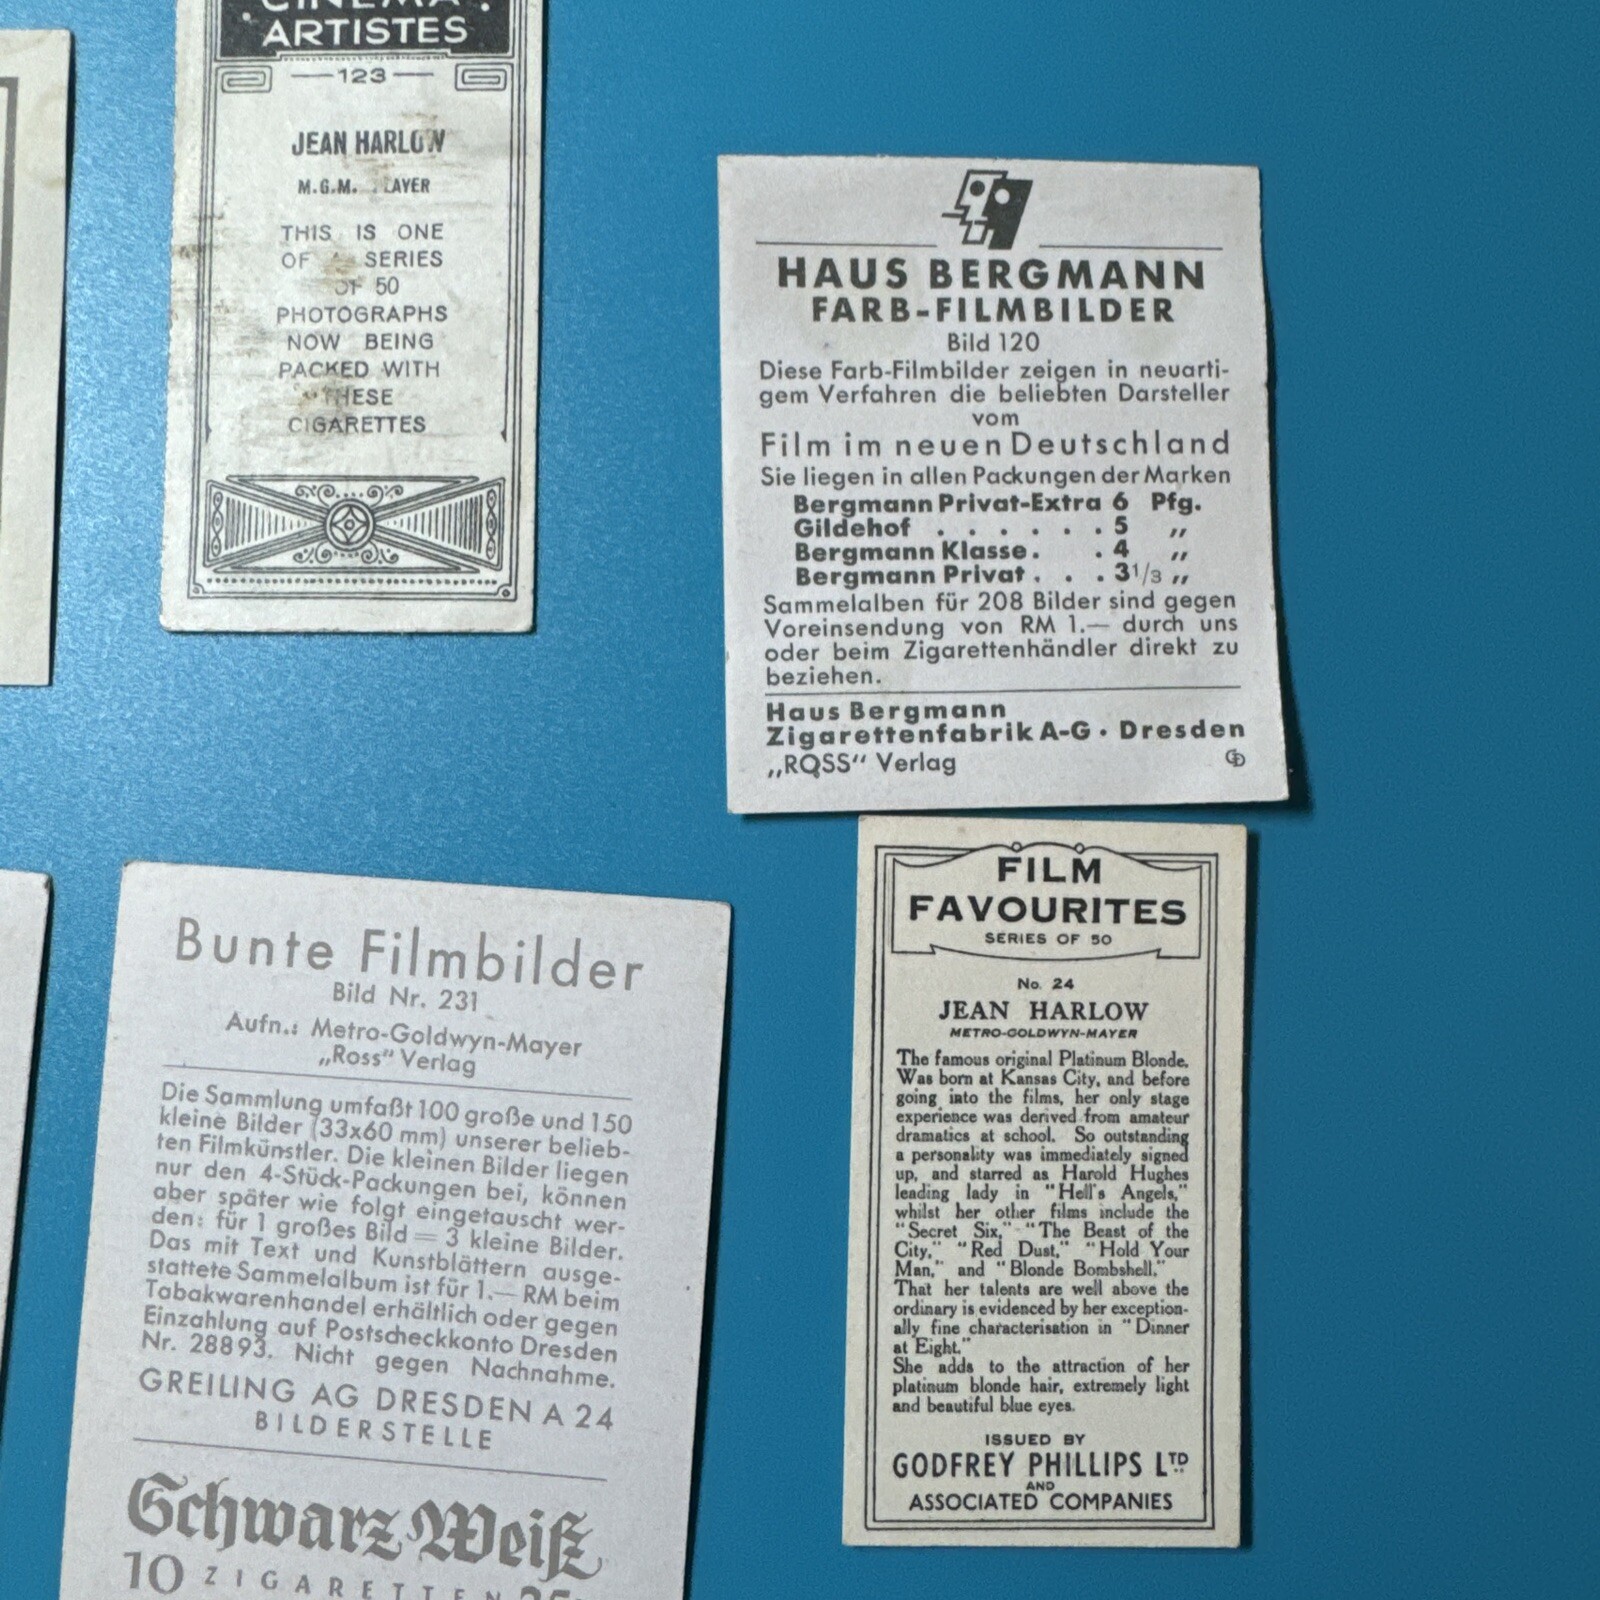 CINEMA
ARTISTES
123
JEAN HARLOW
M.G.M. LAYER
THIS IS ONE
OF SERIES
OF 50
PHOTOGRAPHS
NOW BEING
PACKED WITH
THESE
CIGARETTES
HAUS BERGMANN
FARB-FILMBILDER
Bild 120
Diese Farb-Filmbilder zeigen in neuarti-
gem Verfahren die beliebten Darsteller
vom
Film im neuen Deutschland
Sie liegen in allen Packungen der Marken
Bergmann Privat-Extra 6 Pfg.
Gildehof . . . . . . 5 „
Bergmann Klasse . . 4 „
Bergmann Privat . . . 3 1/3 „
Sammelalben für 208 Bilder sind gegen
Voreinsendung von RM 1.— durch uns
oder beim Zigarettenhändler direkt zu
beziehen.
Haus Bergmann
Zigarettenfabrik A-G · Dresden
„ROSS“ Verlag
Bunte Filmbilder
Bild Nr. 231
Aufn.: Metro-Goldwyn-Mayer
„Ross“ Verlag
Die Sammlung umfaßt 100 große und 150
kleine Bilder (33x60 mm) unserer belieb-
ten Filmkünstler. Die kleinen Bilder liegen
nur den 4-Stück-Packungen bei, können
aber später wie folgt eingetauscht wer-
den: für 1 großes Bild = 3 kleine Bilder.
Das mit Text und Kunstblättern ausge-
stattete Sammelalbum ist für 1.— RM beim
Tabakwarenhandel erhältlich oder gegen
Einzahlung auf Postscheckkonto Dresden
Nr. 28893. Nicht gegen Nachnahme.
GREILING AG DRESDEN A 24
BILDERSTELLE
Schwarz Weiß
10 ZIGARETTEN
FILM
FAVOURITES
SERIES OF 50
No. 24
JEAN HARLOW
METRO-GOLDWYN-MAYER
The famous original Platinum Blonde.
Was born at Kansas City, and before
going into the films, her only stage
experience was derived from amateur
dramatics at school. So outstanding
a personality was immediately signed
up, and starred as Harold Hughes
leading lady in "Hell's Angels,"
whilst her other films include the
"Secret Six," "The Beast of the
City," "Red Dust," "Hold Your
Man," and "Blonde Bombshell."
That her talents are well above the
ordinary is evidenced by her exception-
ally fine characterisation in "Dinner
at Eight."
She adds to the attraction of her
platinum blonde hair, extremely light
and beautiful blue eyes.
ISSUED BY
GODFREY PHILLIPS LTD
AND
ASSOCIATED COMPANIES